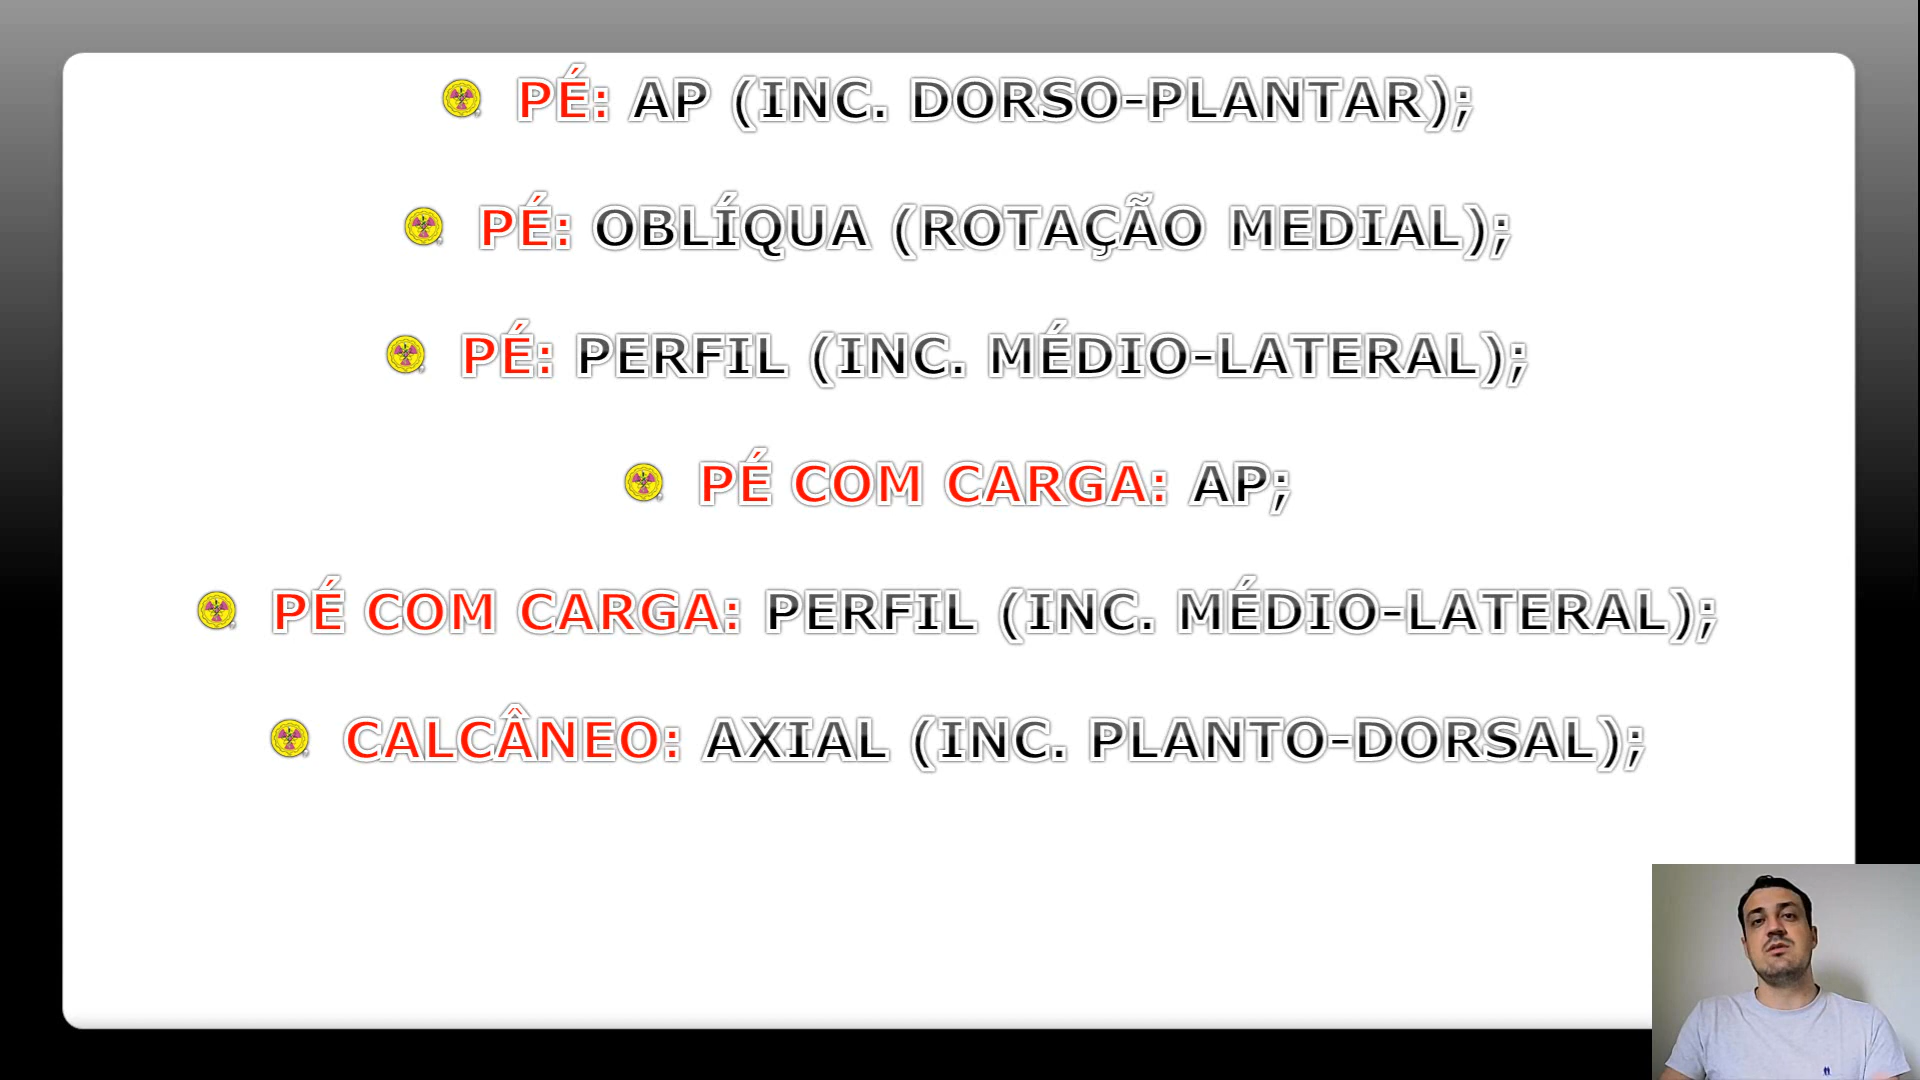 PÉ: AP (INC. DORSO-PLANTAR);
PÉ: OBLÍQUA (ROTAÇÃO MEDIAL);
PÉ: PERFIL (INC. MÉDIO-LATERAL);
PÉ COM CARGA: AP;
PÉ COM CARGA: PERFIL (INC. MÉDIO-LATERAL);
CALCÂNEO: AXIAL (INC. PLANTO-DORSAL);